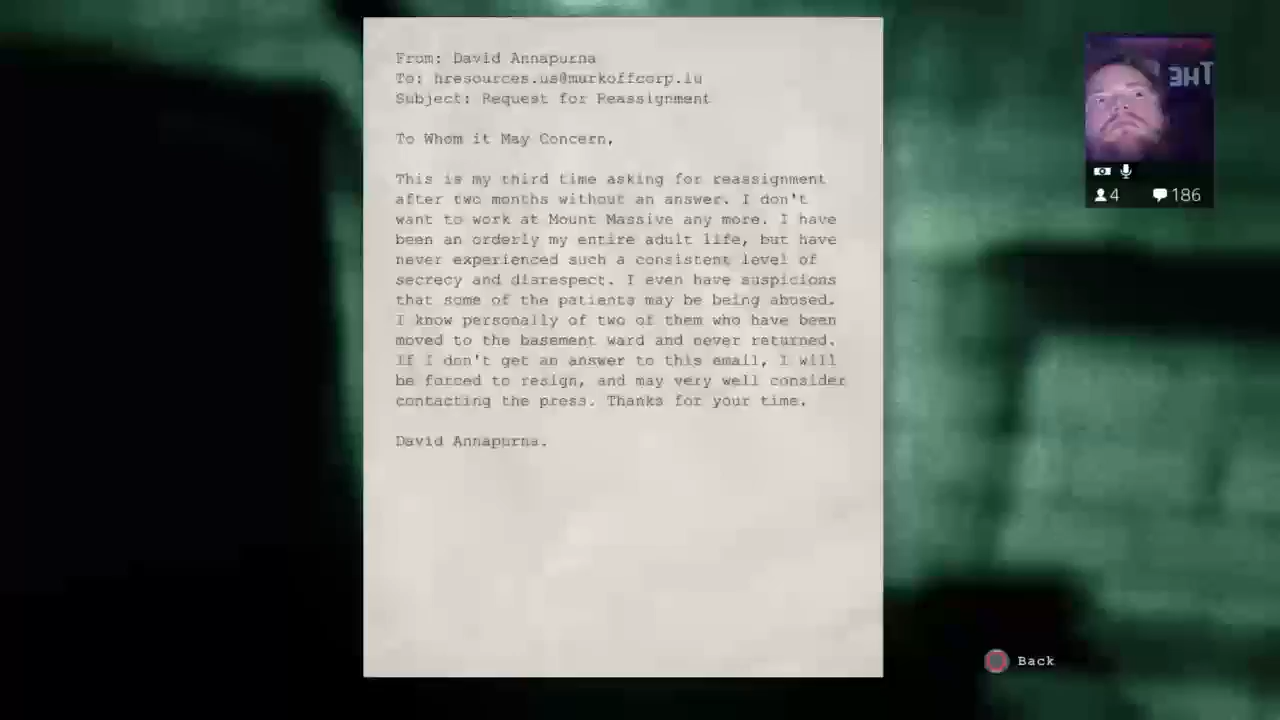 From: David Annapurna
To: hresources.us@murkoffcorp.lu
Subject: Request for Reassignment
To Whom it May Concern,
This is my third time asking for reassignment
after two months without an answer. I don't
want to work at Mount Massive any more. I have
been an orderly my entire adult life, but have
never experienced such a consistent level of
secrecy and disrespect. I even have suspicions
that some of the patients may be being abused.
I know personally of two of them who have been
moved to the basement ward and never returned.
If I don't get an answer to this email, I will
be forced to resign, and may very well consider
contacting the press. Thanks for your time.
David Annapurna.
THE
4 186
Back